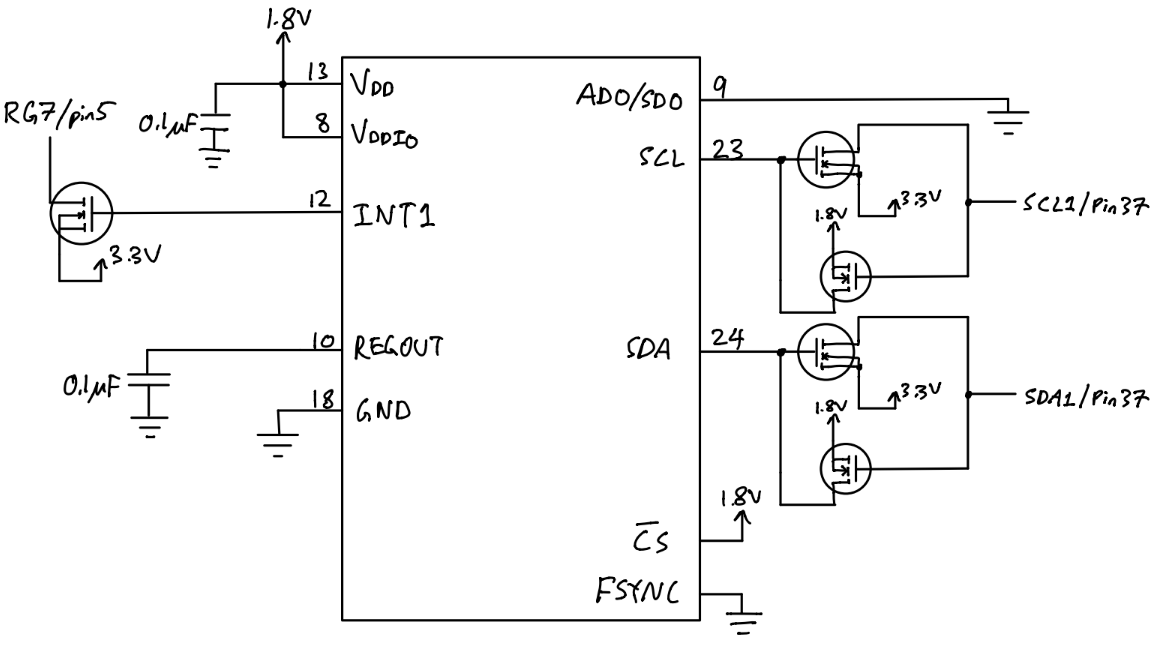 1.8V
13 VDD
RG7/pin5
0.1µF
8 VDDIO
12 INT1
3.3V
10 REGOUT
0.1µF
18 GND
AD0/SDO 9
SCL 23
3.3V
1.8V
SCL1/Pin37
SDA 24
3.3V
1.8V
SDA1/Pin37
1.8V
CS
FSYNC